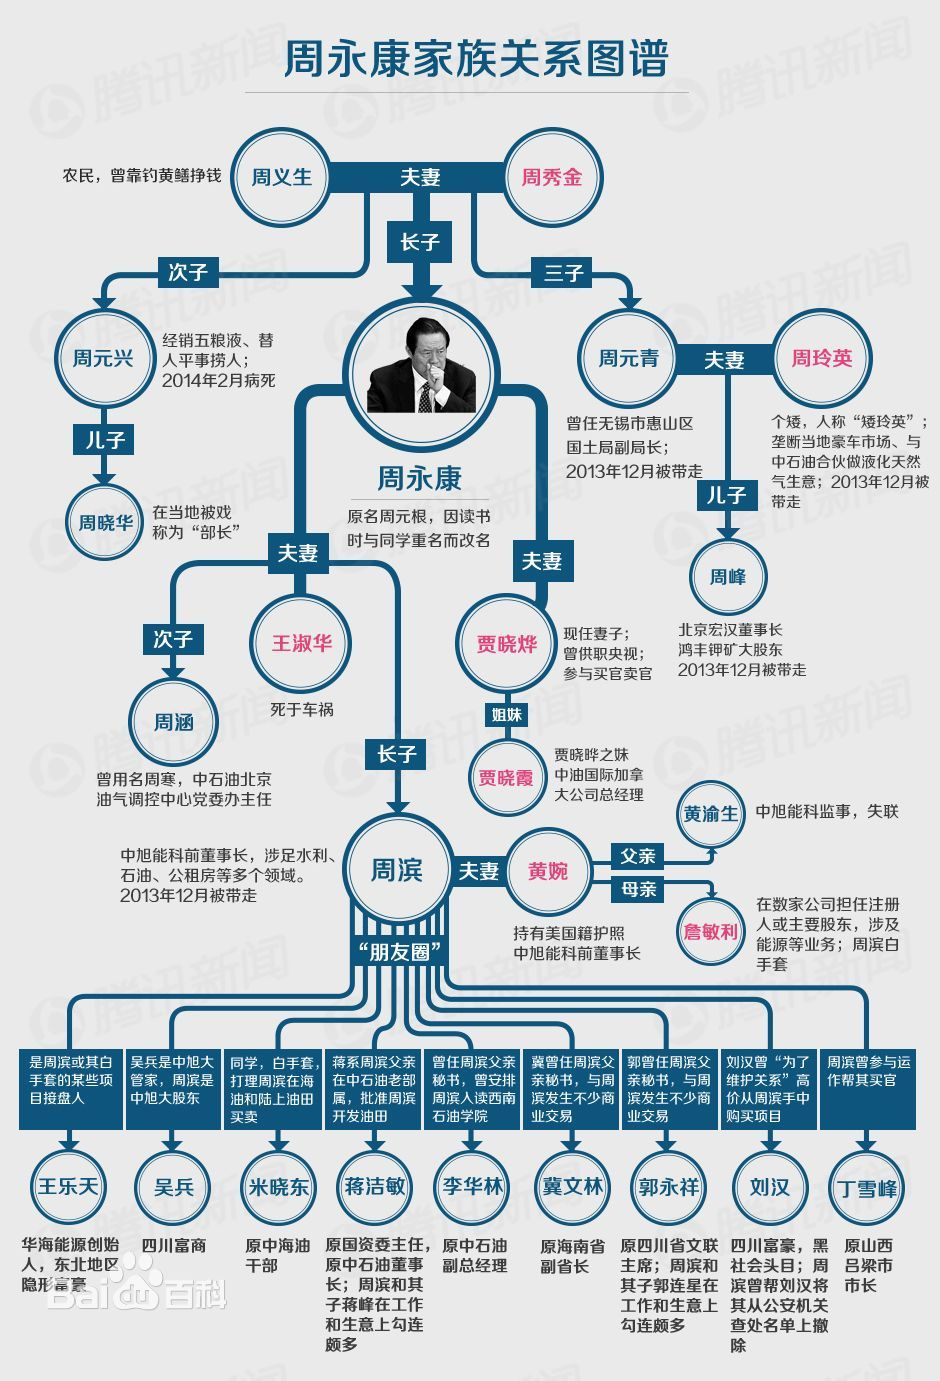 周永康家族关系图谱
农民，曾靠钓黄鳝挣钱
周义生
夫妻
周秀金
长子
次子
三子
周元兴
经销五粮液、替
人平事捞人；
2014年2月病死
周元青
夫妻
周玲英
曾任无锡市惠山区
国土局副局长；
2013年12月被带走
个矮，人称“矮玲英”；
垄断当地豪车市场、与
中石油合伙做液化天然
气生意；2013年12月被
带走
儿子
周晓华
在当地被戏
称为“部长”
周永康
原名周元根，因读书
时与同学重名而改名
儿子
周峰
北京宏汉董事长
鸿丰钾矿大股东
2013年12月被带走
夫妻
夫妻
次子
王淑华
死于车祸
贾晓烨
现任妻子；
曾供职央视；
参与买官卖官
周涵
曾用名周寒，中石油北京
油气调控中心党委办主任
姐妹
贾晓霞
贾晓晔之妹
中油国际加拿
大公司总经理
长子
中旭能科前董事长，涉足水利、
石油、公租房等多个领域。
2013年12月被带走
周滨
夫妻
黄婉
持有美国籍护照
中旭能科前董事长
父亲
黄渝生
中旭能科监事，失联
母亲
詹敏利
在数家公司担任注册
人或主要股东，涉及
能源等业务；周滨白
手套
“朋友圈”
是周滨或其白
手套的某些项
目接盘人
吴兵是中旭大
管家，周滨是
中旭大股东
同学，白手套，
打理周滨在海
油和陆上油田
买卖
蒋系周滨父亲
在中石油老部
属，批准周滨
开发油田
曾任周滨父亲
秘书，曾安排
周滨入读西南
石油学院
冀曾任周滨父
亲秘书，与周
滨发生不少商
业交易
郭曾任周滨父
亲秘书，与周
滨发生不少商
业交易
刘汉曾“为了
维护关系”高
价从周滨手中
购买项目
周滨曾参与运
作帮其买官
王乐天
吴兵
米晓东
蒋洁敏
李华林
冀文林
郭永祥
刘汉
丁雪峰
华海能源创始
人，东北地区
隐形富豪
四川富商
原中海油
干部
原国资委主任，
原中石油董事
长；周滨和其
子蒋峰在工作
和生意上勾连
颇多
原中石油
副总经理
原海南省
副省长
原四川省文联
主席；周滨和
其子郭连星在
工作和生意上
勾连颇多
四川富豪，黑
社会头目；周
滨曾帮刘汉将
其从公安机关
查处名单上撤
除
原山西
吕梁市
市长
Baidu百科
腾讯新闻